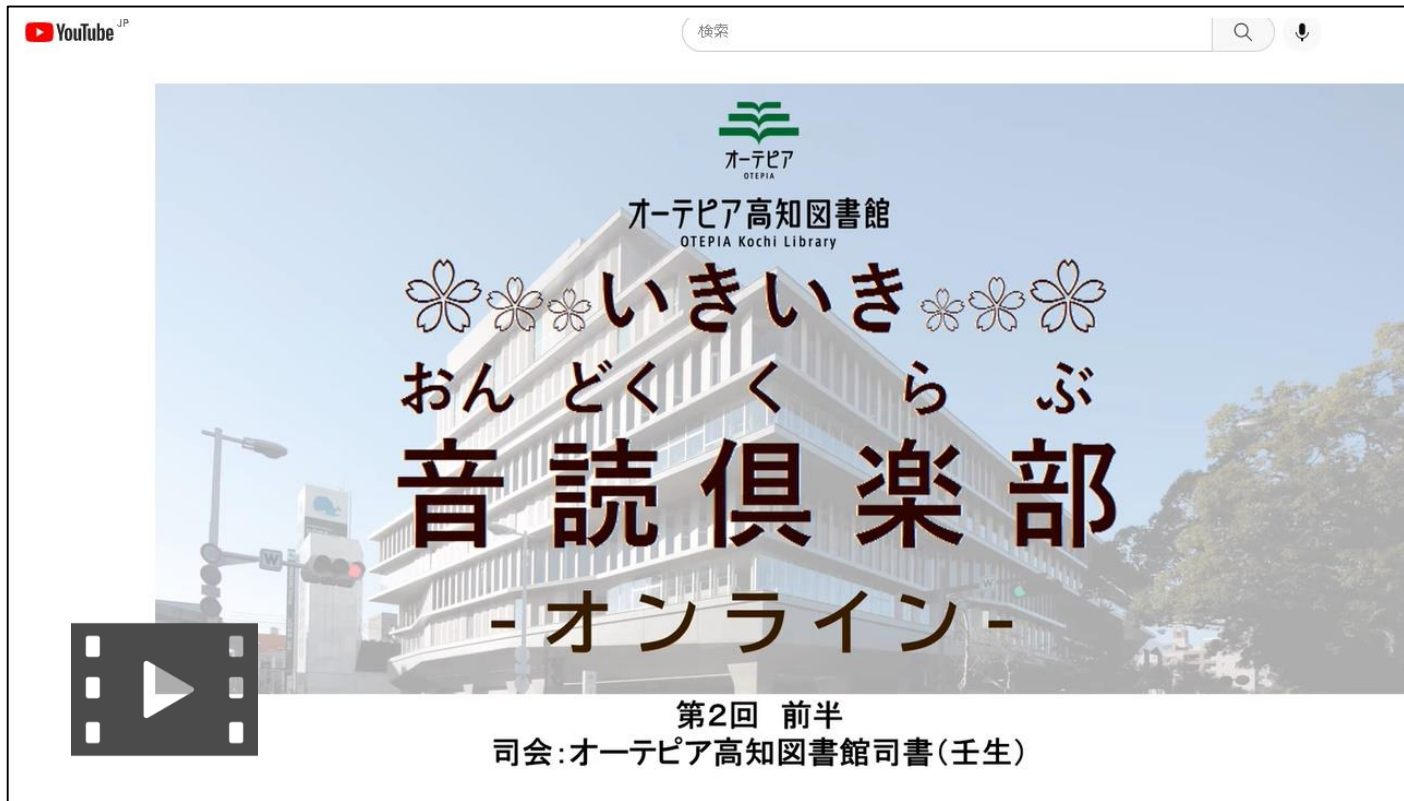 YouTube JP
検索
オーテピア
OTEPIA
オーテピア高知図書館
OTEPIA Kochi Library
いきいき
おんどくくらぶ
音読倶楽部
-オンライン-
第2回 前半
司会:オーテピア高知図書館司書(壬生)